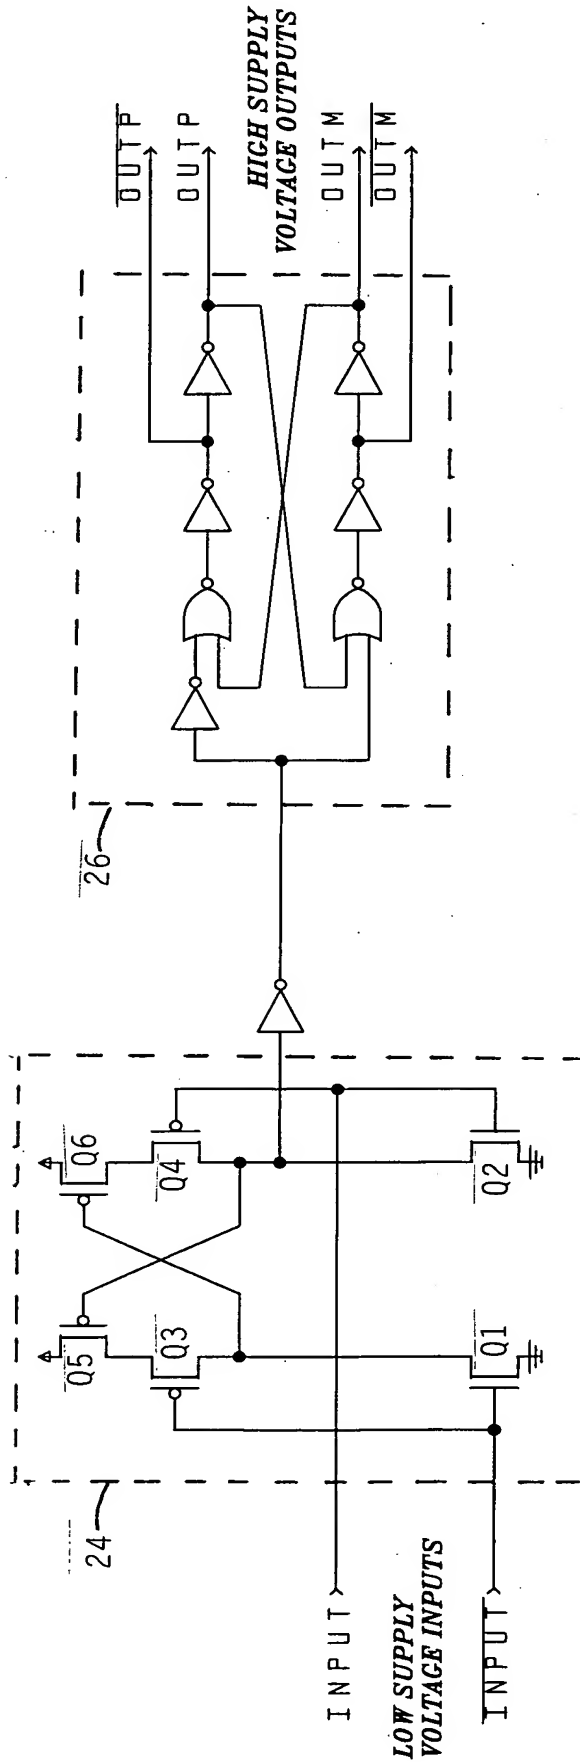 24
LOW SUPPLY
VOLTAGE INPUTS
INPUT
INPUT
Q5
Q6
Q3
Q4
Q1
Q2
26
OUTP
OUTP
HIGH SUPPLY
VOLTAGE OUTPUTS
OUTM
OUTM